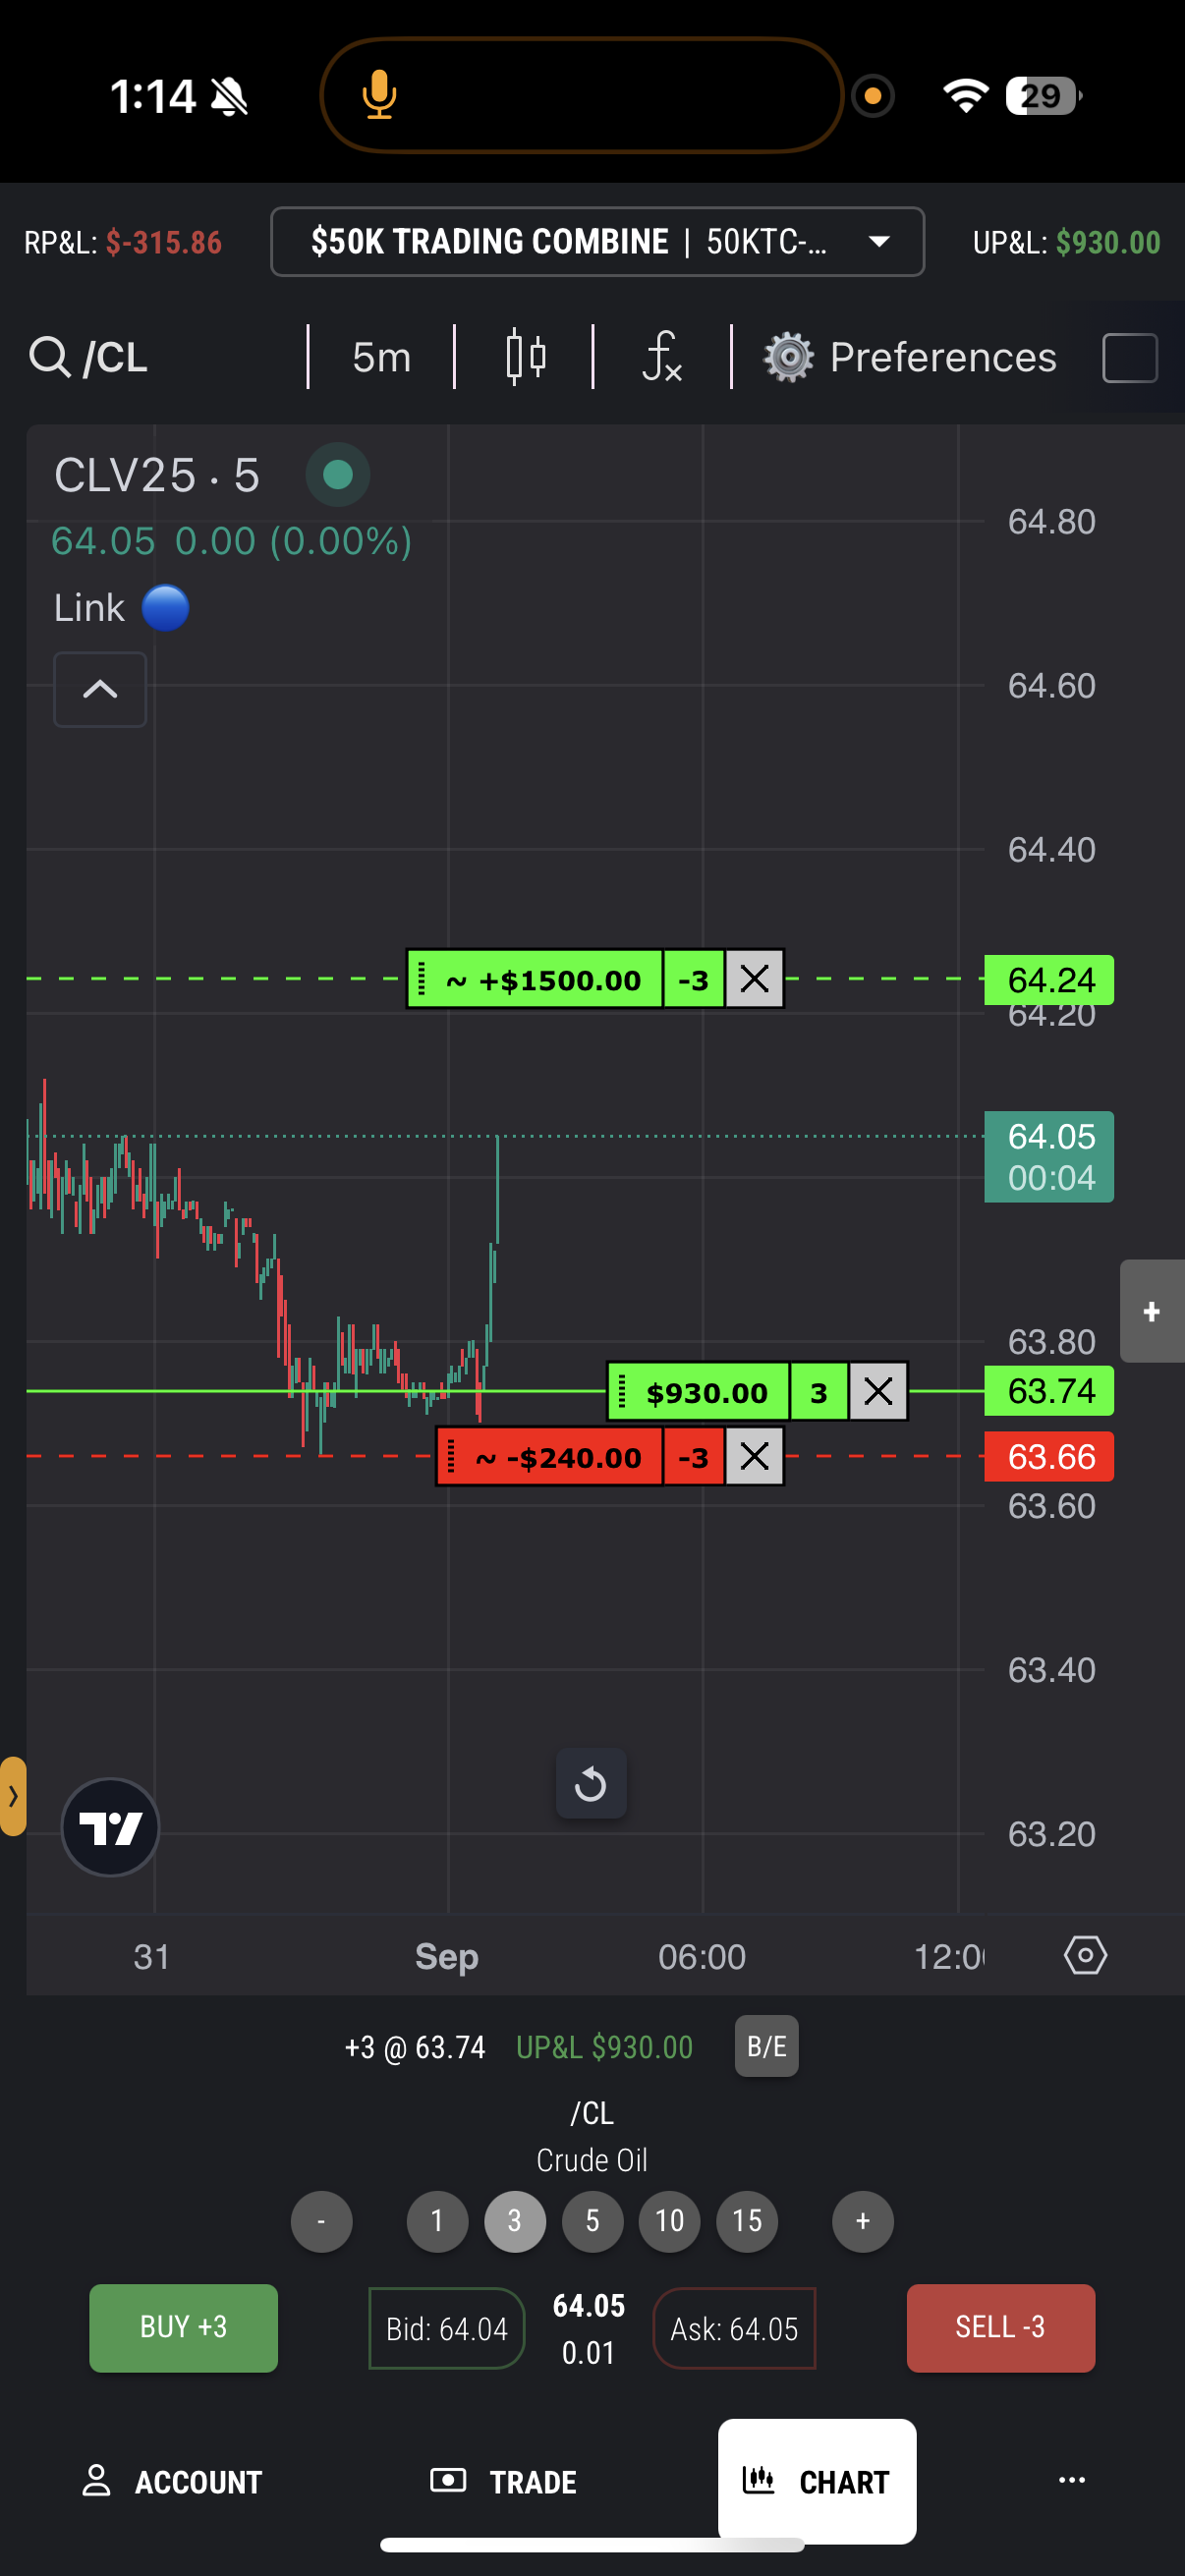 1:14
29
RP&L: $-315.86
$50K TRADING COMBINE | 50KTC-...
UP&L: $930.00
/CL
5m
Preferences
CLV25 · 5
64.05 0.00 (0.00%)
Link
64.80
64.60
64.40
~ +$1500.00 -3
64.24
64.20
64.05
00:04
63.80
$930.00 3
63.74
~ -$240.00 -3
63.66
63.60
63.40
63.20
31 Sep 06:00 12:0
+3 @ 63.74 UP&L $930.00 B/E
/CL
Crude Oil
- 1 3 5 10 15 +
BUY +3
Bid: 64.04
64.05
0.01
Ask: 64.05
SELL -3
ACCOUNT TRADE CHART ...